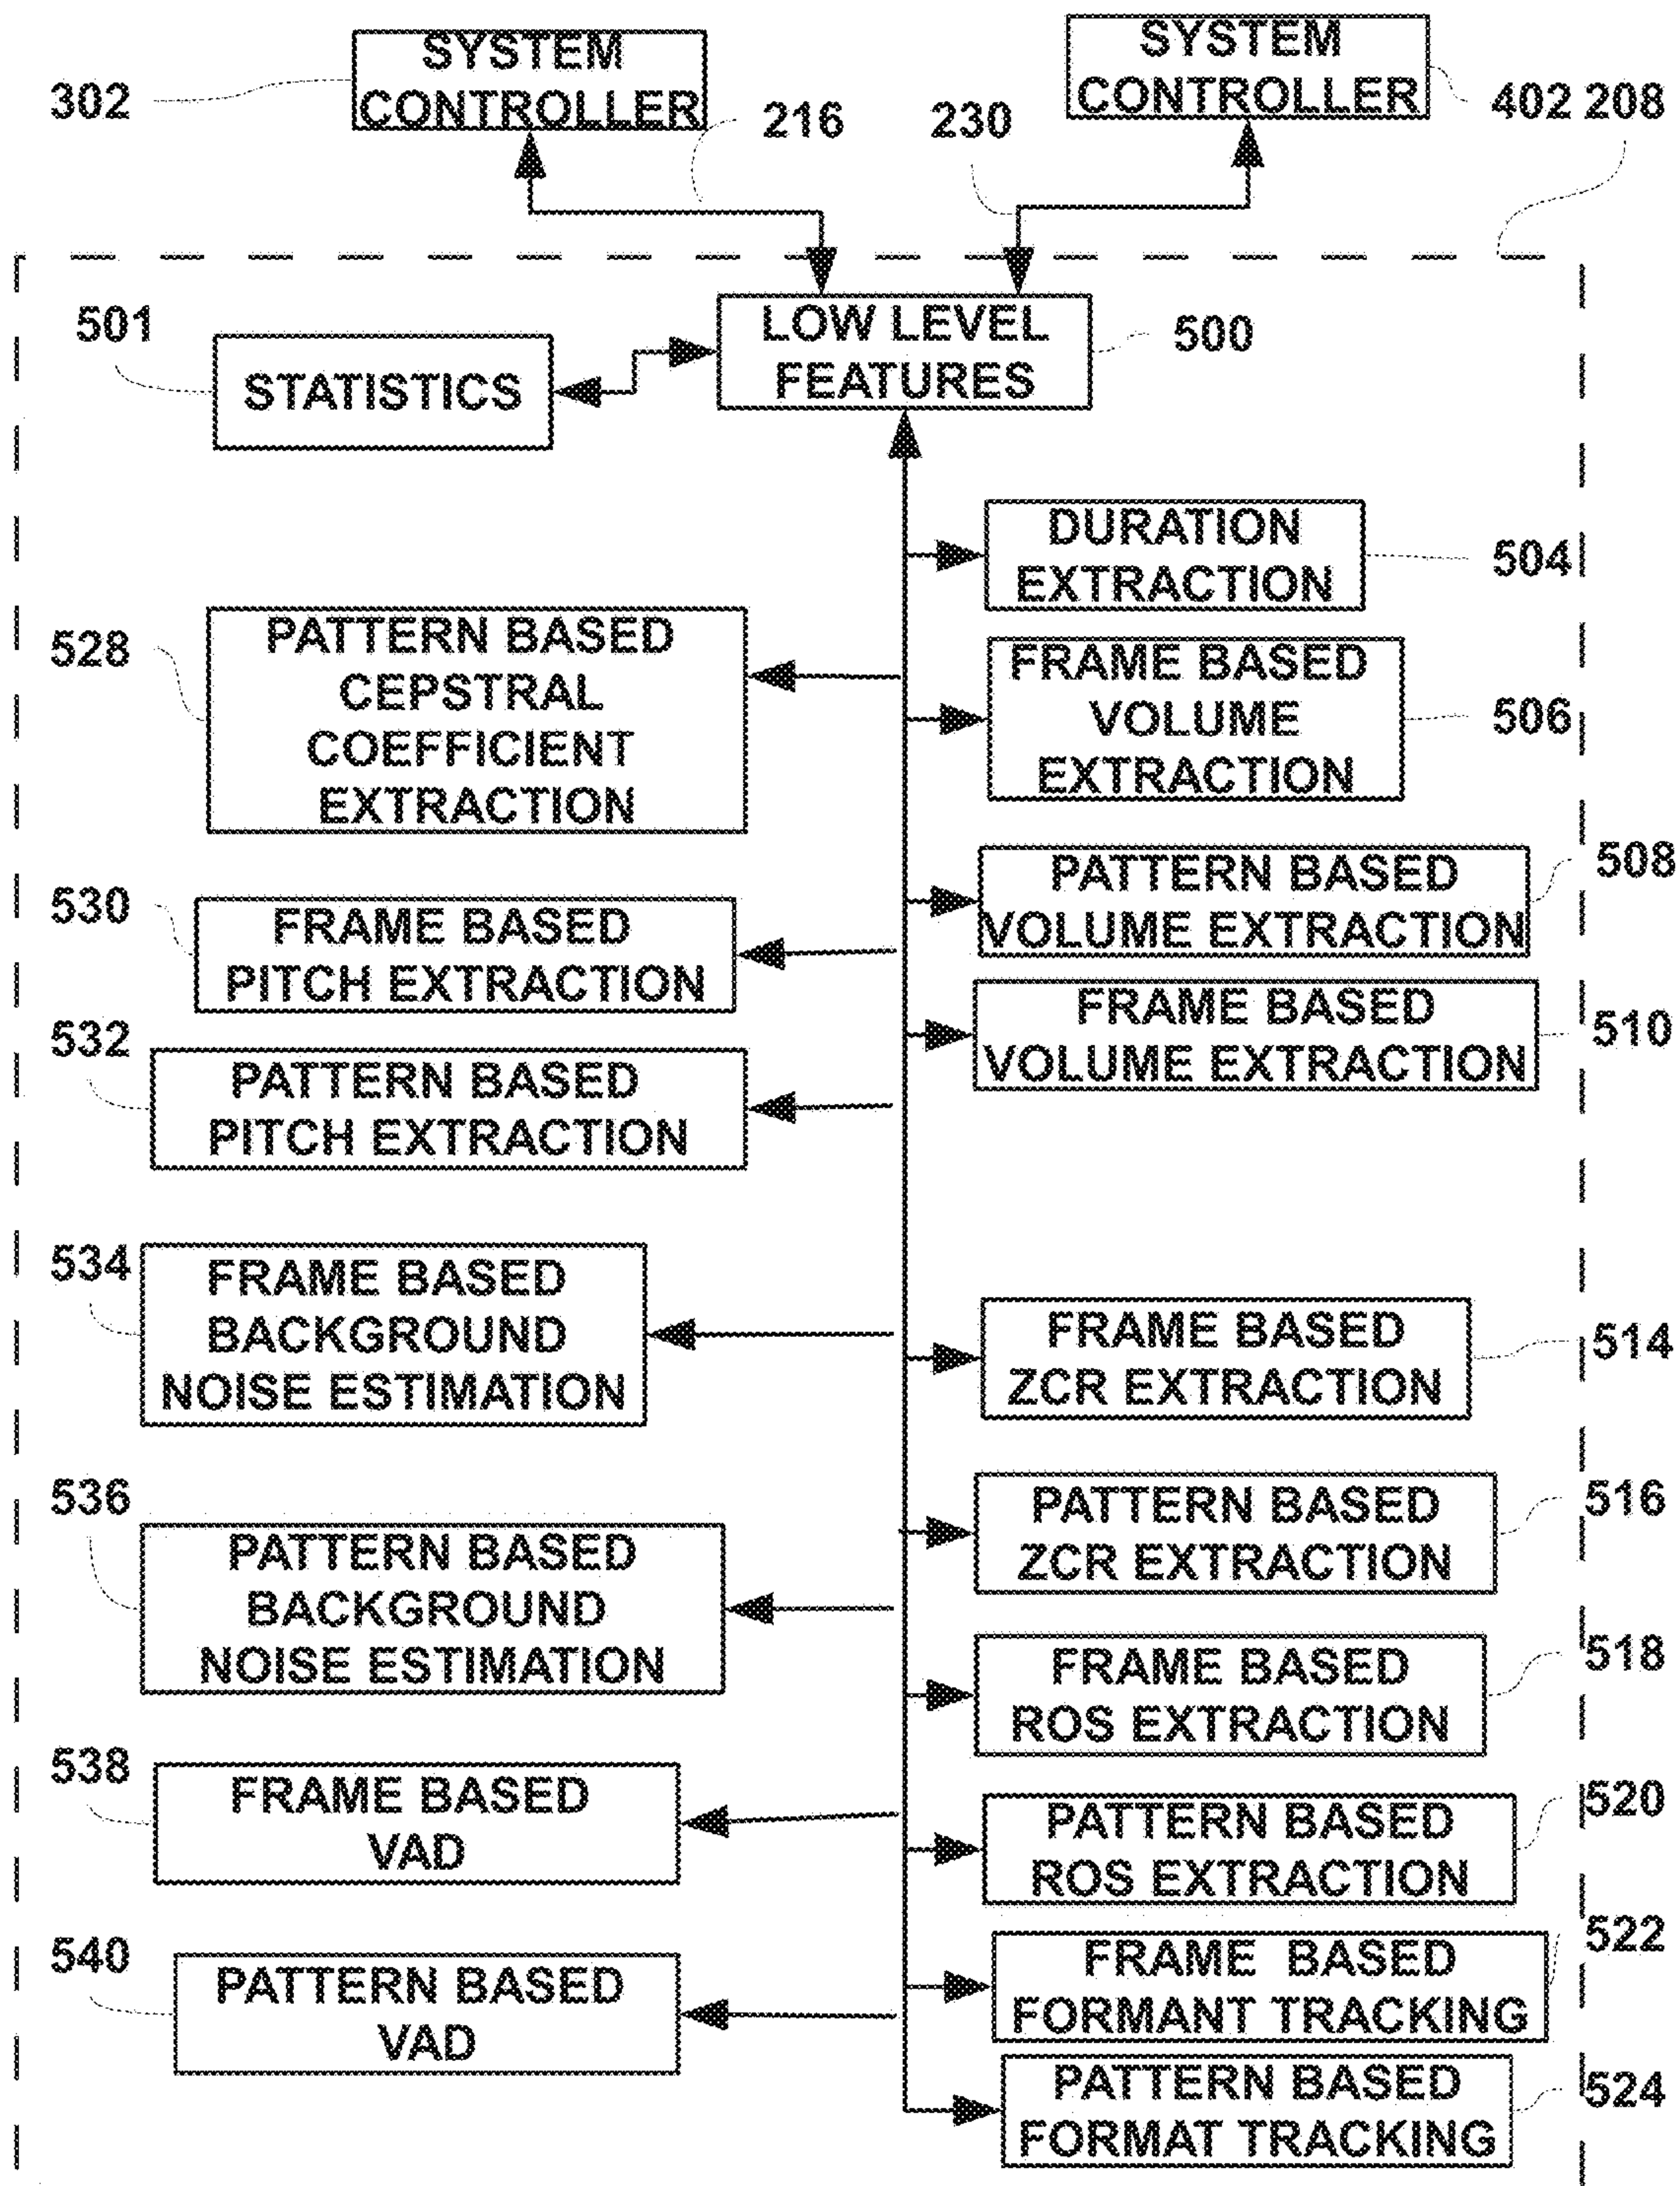 SYSTEM
CONTROLLER
302
216
230
SYSTEM
CONTROLLER
402 208
501
STATISTICS
LOW LEVEL
FEATURES
500
DURATION
EXTRACTION
504
528
PATTERN BASED
CEPSTRAL
COEFFICIENT
EXTRACTION
FRAME BASED
VOLUME
EXTRACTION
506
PATTERN BASED
VOLUME EXTRACTION
508
530
FRAME BASED
PITCH EXTRACTION
FRAME BASED
VOLUME EXTRACTION
510
532
PATTERN BASED
PITCH EXTRACTION
534
FRAME BASED
BACKGROUND
NOISE ESTIMATION
FRAME BASED
ZCR EXTRACTION
514
536
PATTERN BASED
BACKGROUND
NOISE ESTIMATION
PATTERN BASED
ZCR EXTRACTION
516
FRAME BASED
ROS EXTRACTION
518
538
FRAME BASED
VAD
PATTERN BASED
ROS EXTRACTION
520
540
PATTERN BASED
VAD
FRAME BASED
FORMANT TRACKING
522
PATTERN BASED
FORMAT TRACKING
524